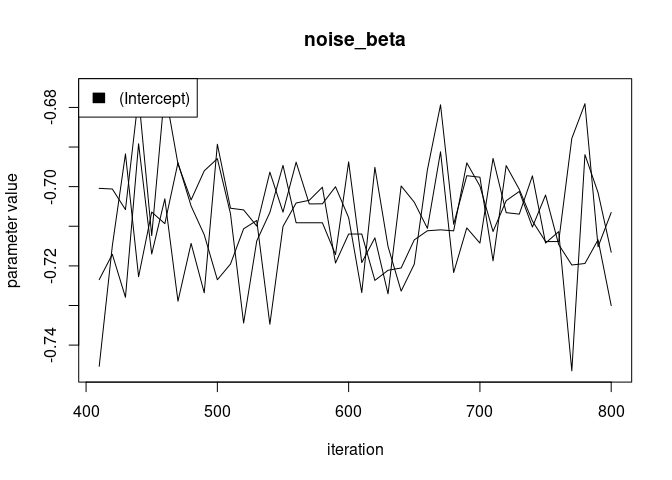 noise_beta
(Intercept)
parameter value
-0.68
-0.70
-0.72
-0.74
400 500 600 700 800
iteration